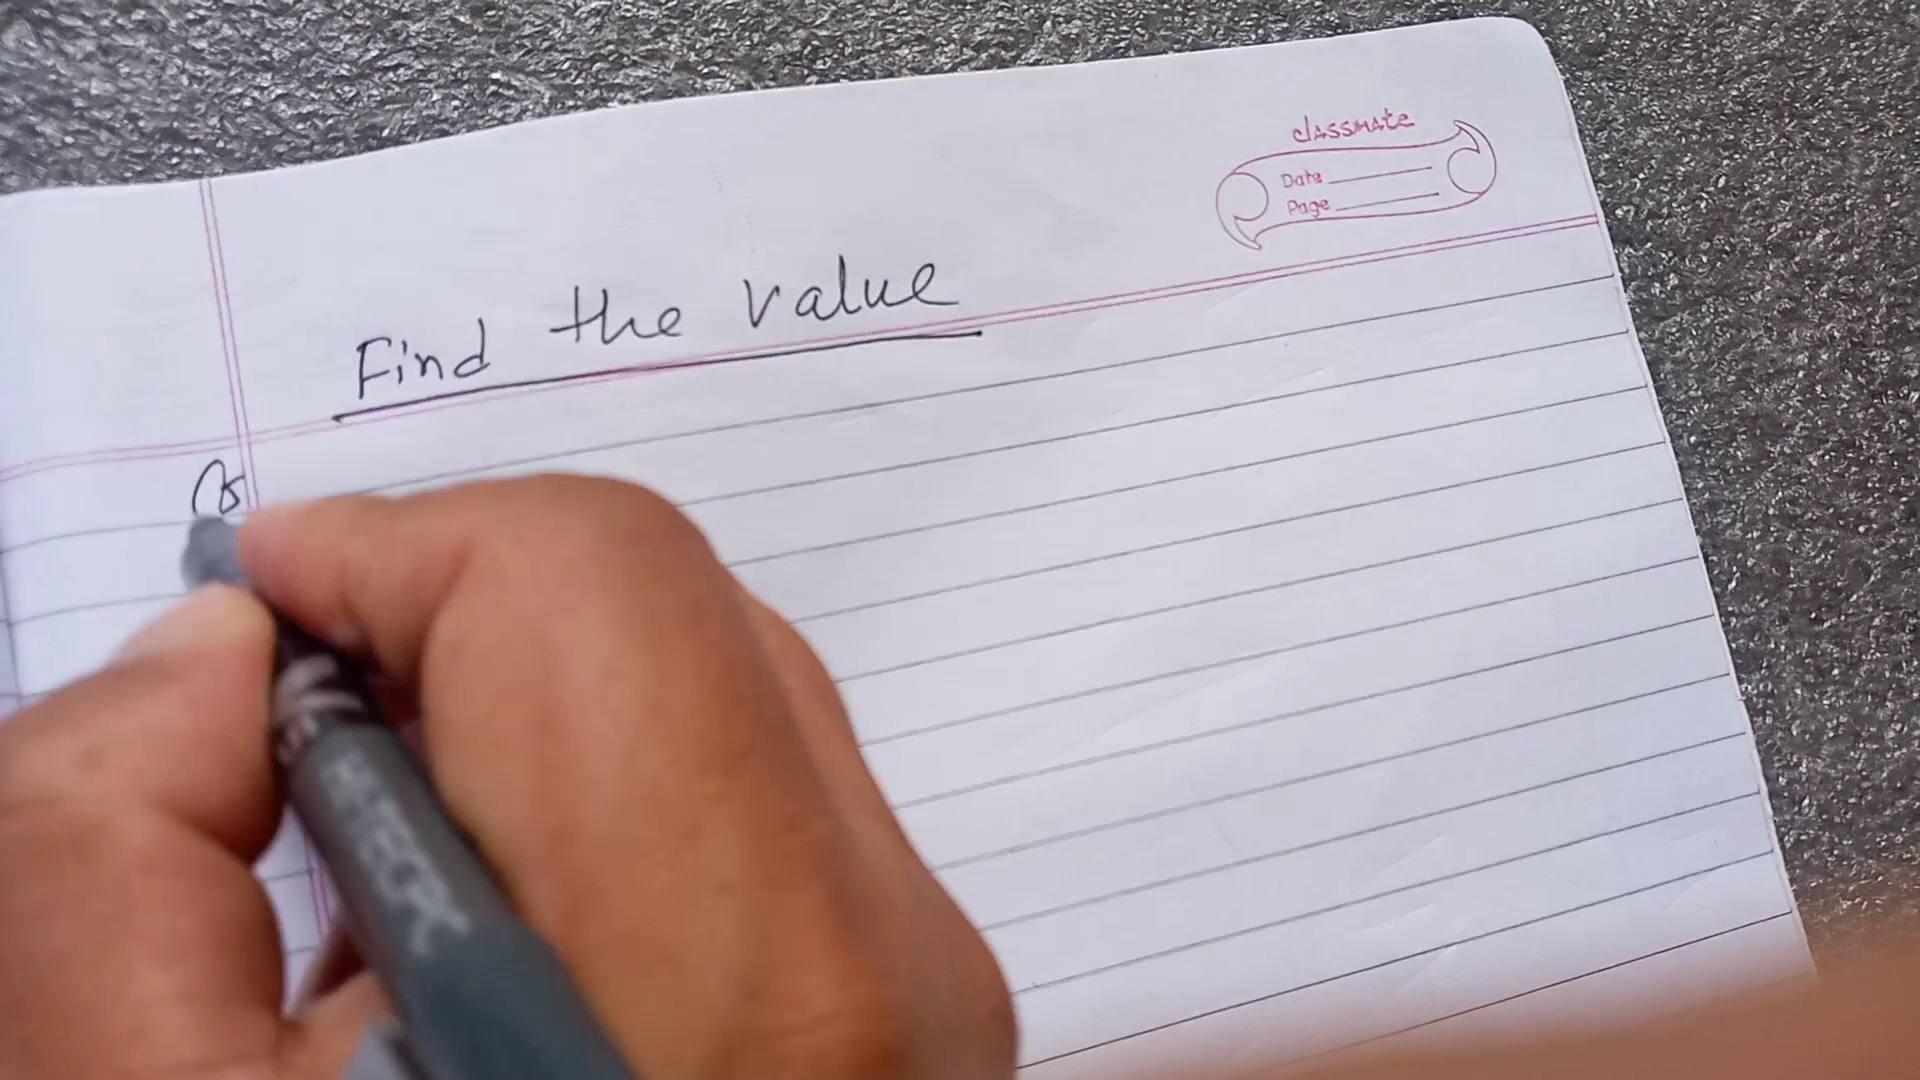 classmate
Date
Page
Find the value